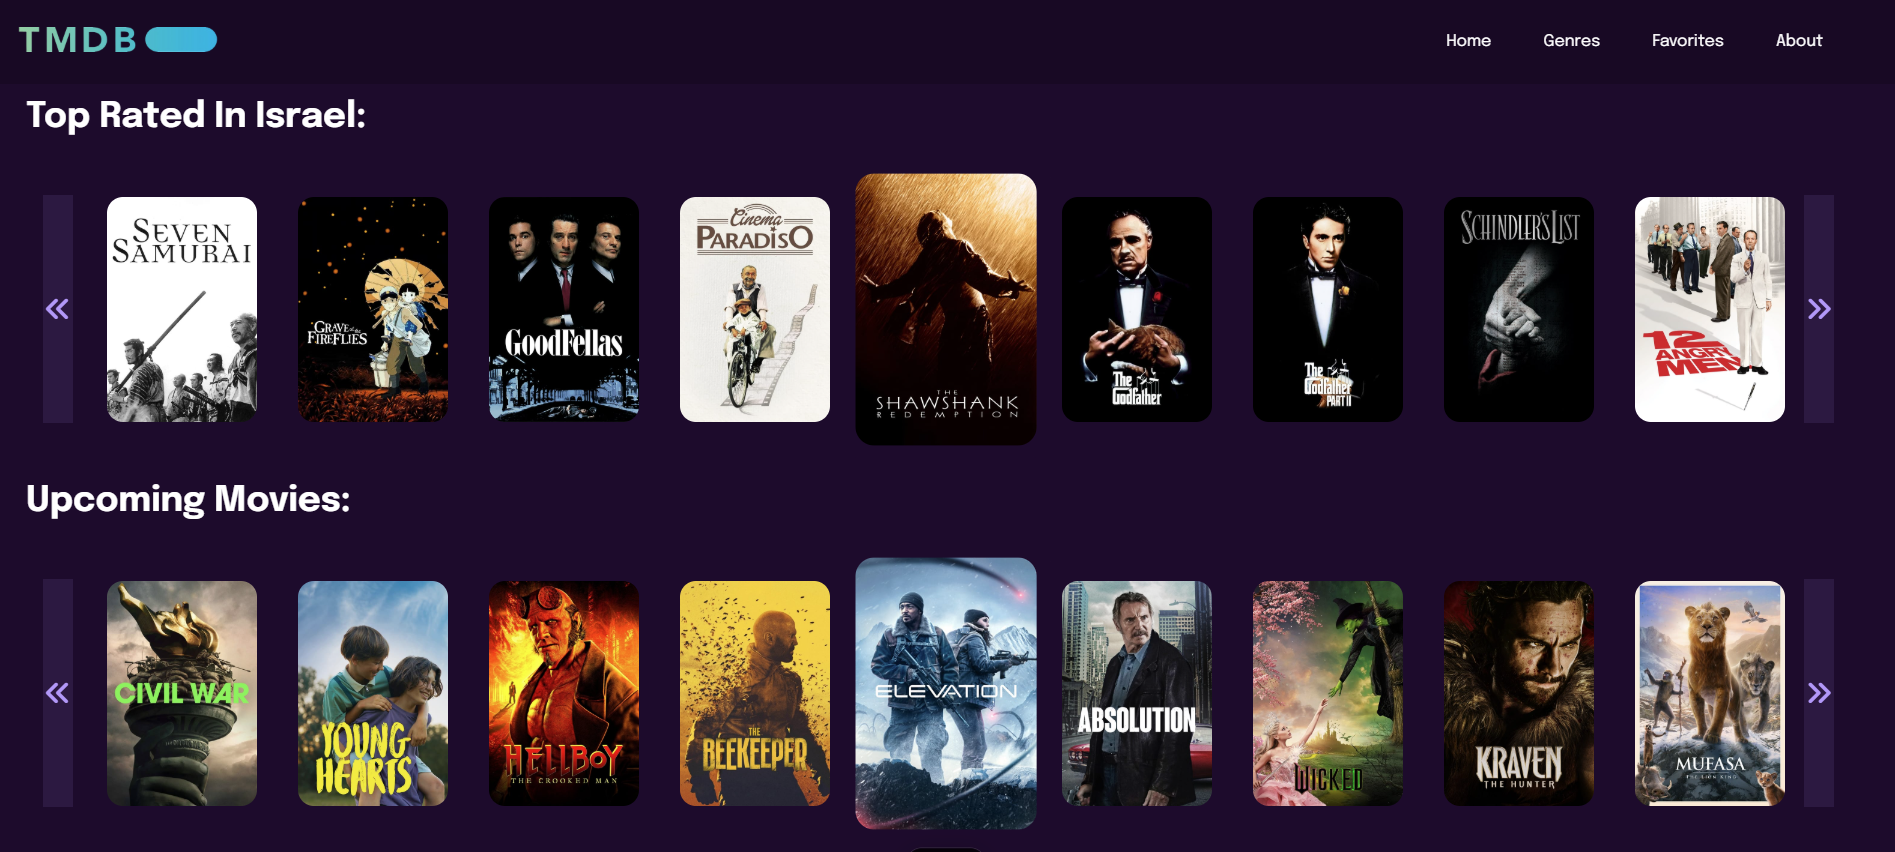 TMDB
Home
Genres
Favorites
About
Top Rated In Israel:
SEVEN
SAMURAI
GRAVE of the
FIREFLIES
GoodFellas
Cinema
PARADISO
THE
SHAWSHANK
REDEMPTION
The
Godfather
The
Godfather
PART II
SCHINDLER'S LIST
12
ANGRY
MEN
Upcoming Movies:
CIVIL WAR
YOUNG
HEARTS
HELLBOY
THE CROOKED MAN
THE
BEEKEEPER
ELEVATION
ABSOLUTION
WICKED
KRAVEN
THE HUNTER
MUFASA
THE LION KING